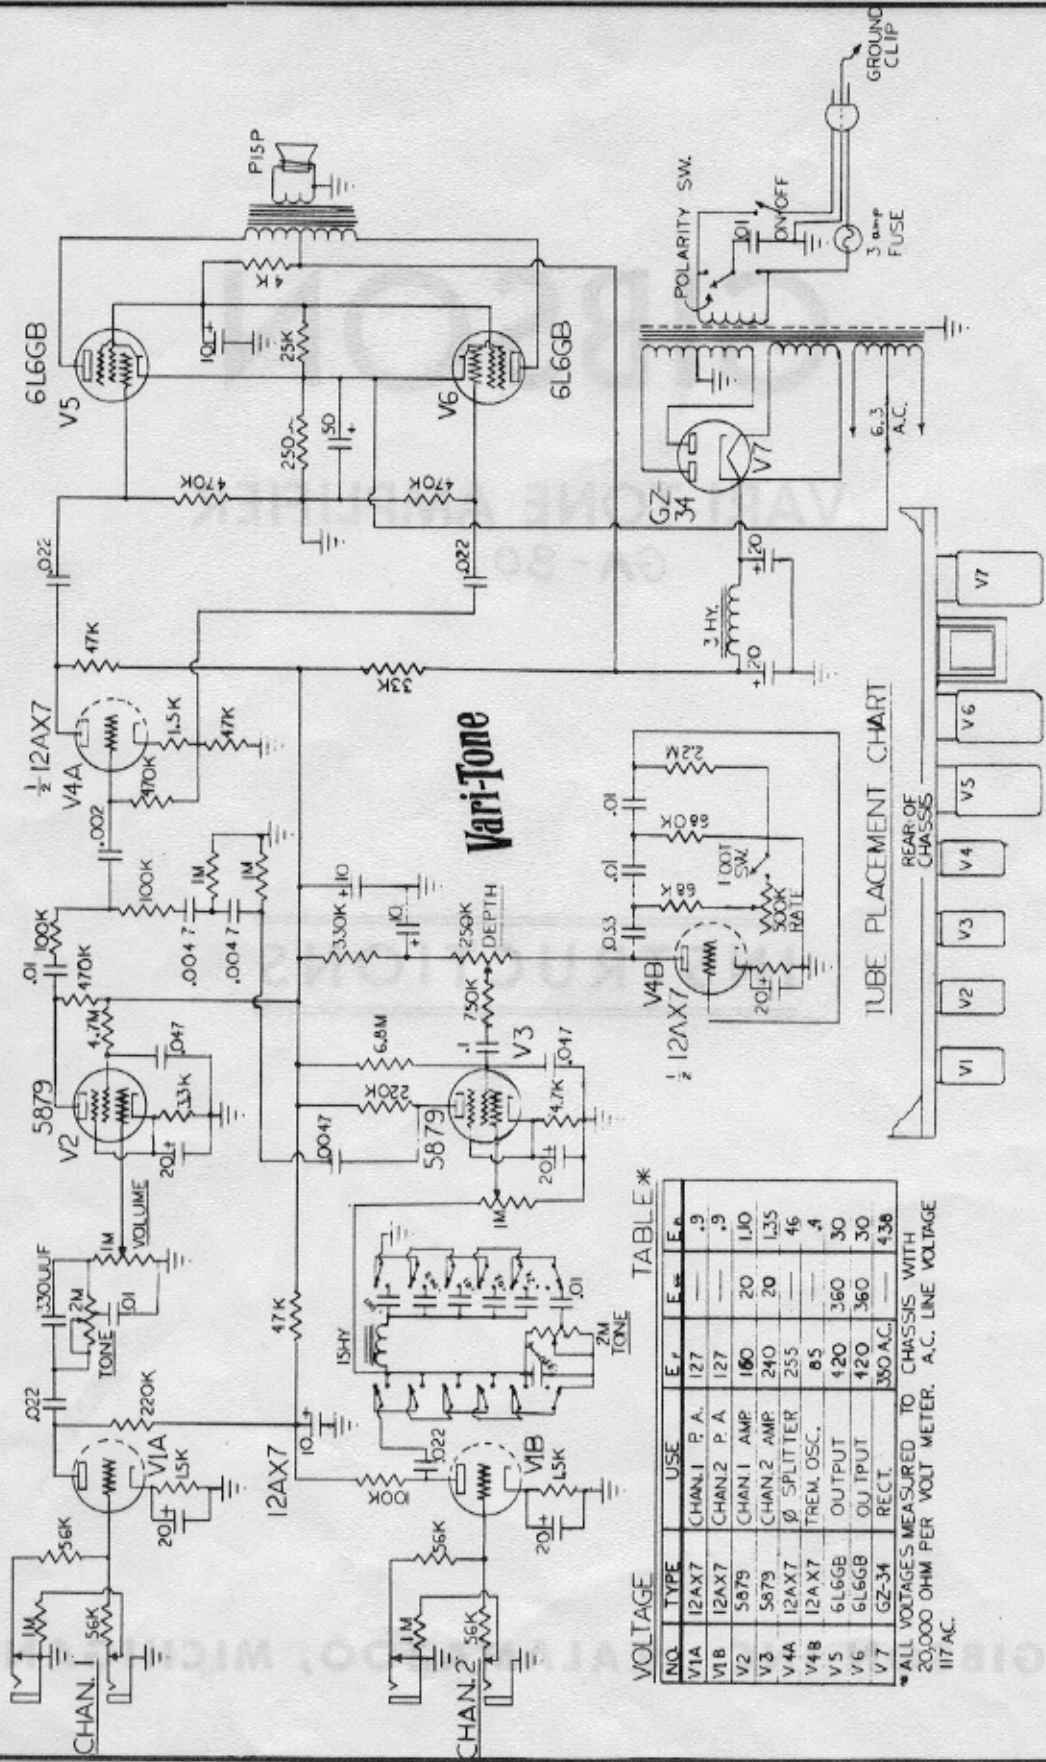 CHAN. 1
1M
56K
56K
20+
1.5K
V1A
.022
220K
330UUF
2M
TONE
.01
1M
VOLUME
5879
V2
20+
33K
.047
4.7M
470K
.01
100K
100K
.002
.0047
.0047
1M
1M
½ 12AX7
V4A
470K
1.5K
47K
47K
.022
.022
33K
470K
470K
6L6GB
V5
V6
6L6GB
250
50
25K
10+
4K
P15P
12AX7
10+
47K
CHAN. 2
1M
56K
56K
20+
1.5K
V1B
100K
.022
15HY
.01
2M
TONE
1M
.0047
5879
V3
20+
4.7K
.047
220K
6.8M
.1
750K
330K
+10
+10
250K
DEPTH
Vari-Tone
½ 12AX7
V4B
20+
.033
.01
.01
68K
680K
2.2M
500K
RATE
FOOT
SW.
GZ-
34
V7
3 HY.
+20
+20
6.3
A.C.
POLARITY SW.
.01
ON-OFF
3 amp
FUSE
GROUND
CLIP
VOLTAGE TABLE*
NO. TYPE USE
V1A 12AX7 CHAN.1 P. A. 127 — .9
V1B 12AX7 CHAN.2 P. A. 127 — .9
V2 5879 CHAN.1 AMP. 160 20 1.10
V3 5879 CHAN.2 AMP. 240 20 1.35
V4A 12AX7 Ø SPLITTER 255 — 46
V4B 12AX7 TREM. OSC. 85 — .4
V5 6L6GB OUTPUT 420 360 30
V6 6L6GB OUTPUT 420 360 30
V7 GZ-34 RECT. 350 A.C. — 438
* ALL VOLTAGES MEASURED TO CHASSIS WITH
20,000 OHM PER VOLT METER. A.C. LINE VOLTAGE
117 AC.
TUBE PLACEMENT CHART
REAR OF
CHASSIS
V1 V2 V3 V4 V5 V6 V7